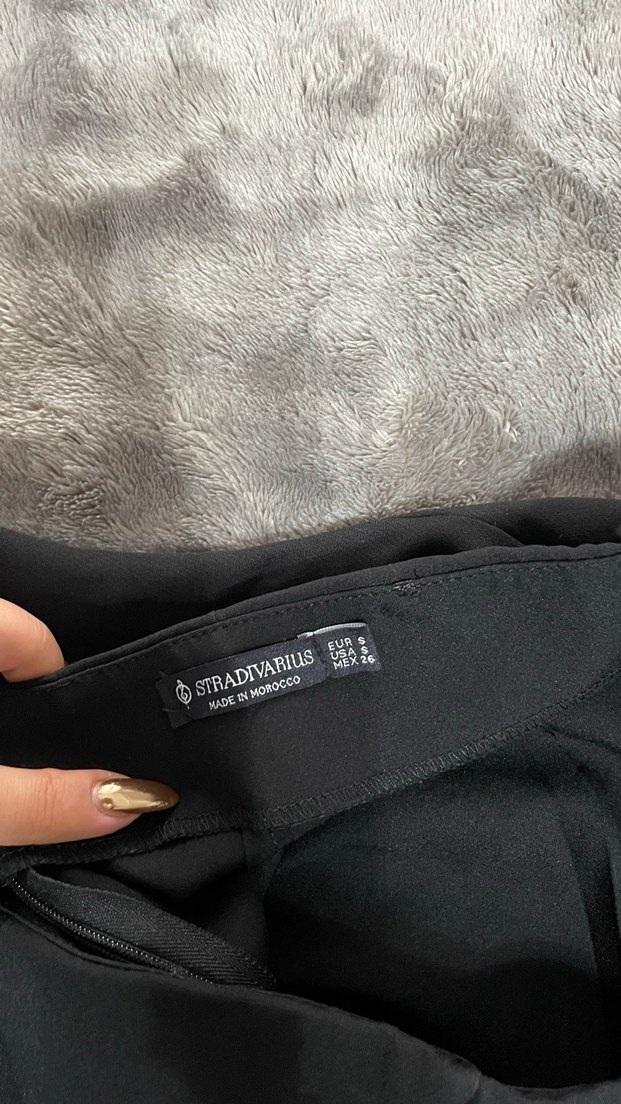 STRADIVARIUS
MADE IN MOROCCO
EUR S
USA S
MEX 26